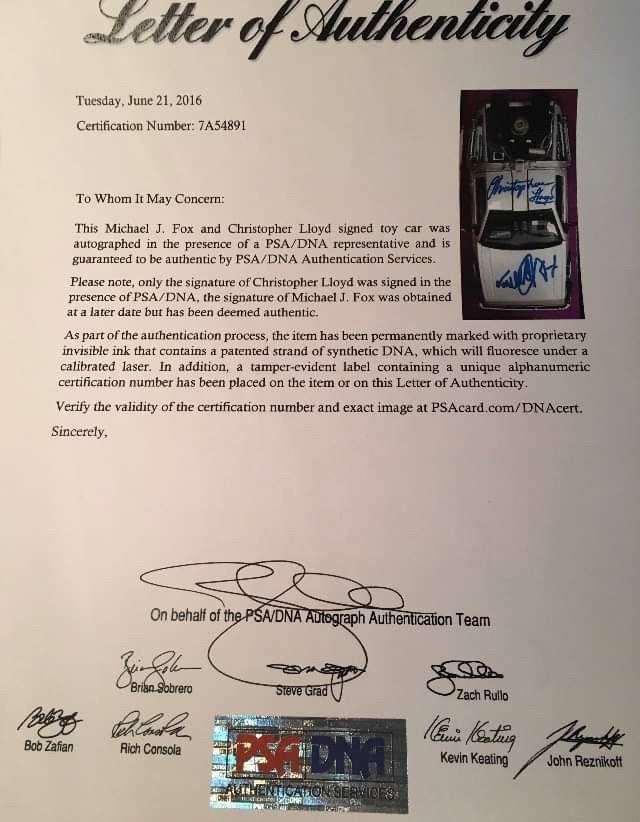 Letter of Authenticity
Tuesday, June 21, 2016
Certification Number: 7A54891
To Whom It May Concern:
This Michael J. Fox and Christopher Lloyd signed toy car was
autographed in the presence of a PSA/DNA representative and is
guaranteed to be authentic by PSA/DNA Authentication Services.
Please note, only the signature of Christopher Lloyd was signed in the
presence of PSA/DNA, the signature of Michael J. Fox was obtained
at a later date but has been deemed authentic.
As part of the authentication process, the item has been permanently marked with proprietary
invisible ink that contains a patented strand of synthetic DNA, which will fluoresce under a
calibrated laser. In addition, a tamper-evident label containing a unique alphanumeric
certification number has been placed on the item or on this Letter of Authenticity.
Verify the validity of the certification number and exact image at PSAcard.com/DNAcert.
Sincerely,
On behalf of the PSA/DNA Autograph Authentication Team
Brian Sobrero
Steve Grad
Zach Rullo
Bob Zafian
Rich Consola
Kevin Keating
Kevin Keating
John Reznikoff
PSA DNA
AUTHENTICATION SERVICES